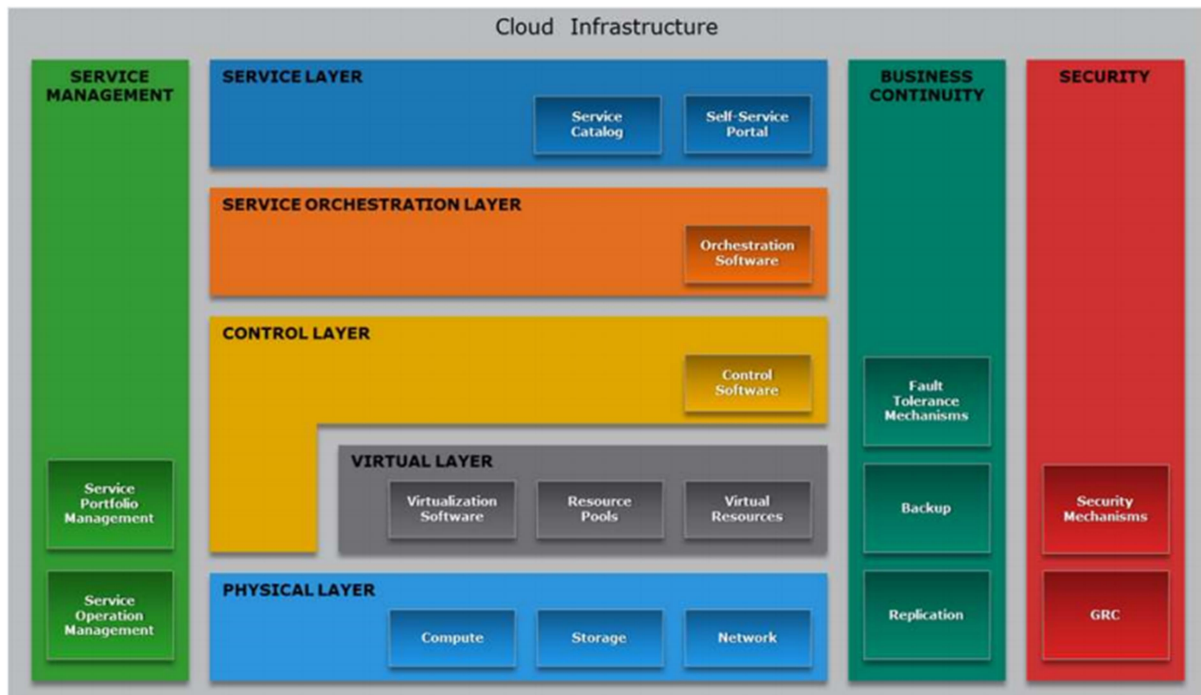 Cloud Infrastructure
SERVICE
MANAGEMENT
Service
Portfolio
Management
Service
Operation
Management
SERVICE LAYER
Service
Catalog
Self-Service
Portal
SERVICE ORCHESTRATION LAYER
Orchestration
Software
CONTROL LAYER
Control
Software
VIRTUAL LAYER
Virtualization
Software
Resource
Pools
Virtual
Resources
PHYSICAL LAYER
Compute
Storage
Network
BUSINESS
CONTINUITY
Fault
Tolerance
Mechanisms
Backup
Replication
SECURITY
Security
Mechanisms
GRC